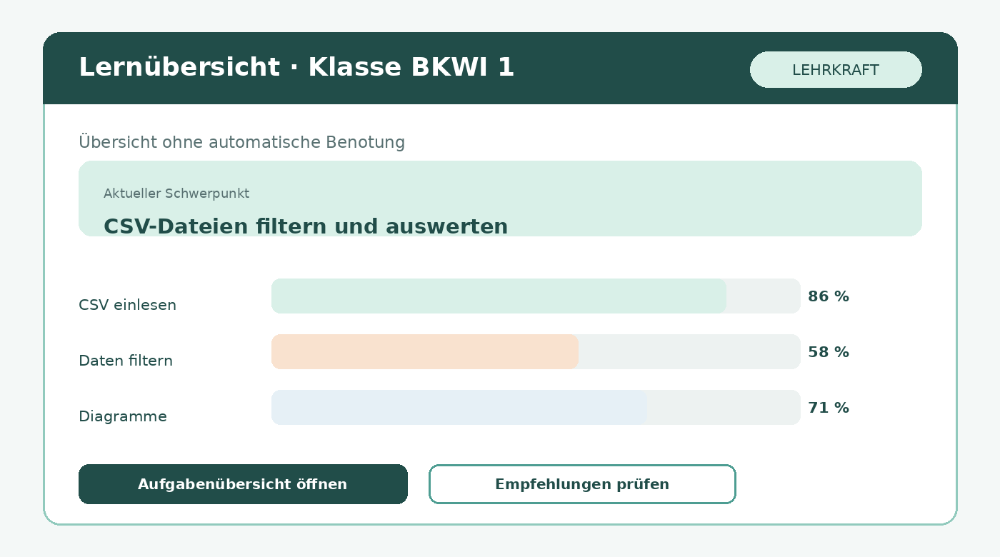 Lernübersicht · Klasse BKWI 1
LEHRKRAFT
Übersicht ohne automatische Benotung
Aktueller Schwerpunkt
CSV-Dateien filtern und auswerten
CSV einlesen
86 %
Daten filtern
58 %
Diagramme
71 %
Aufgabenübersicht öffnen
Empfehlungen prüfen